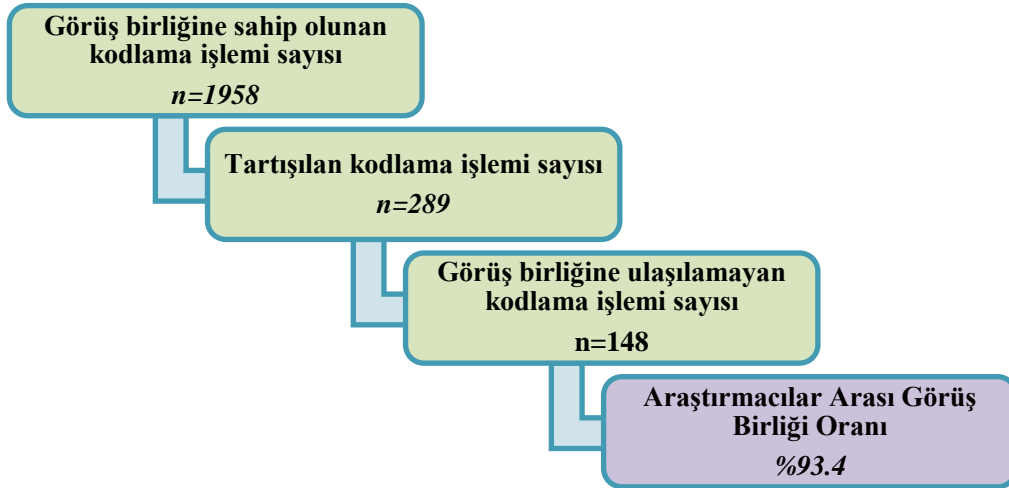 Görüş birliğine sahip olunan
kodlama işlemi sayısı
n=1958
Tartışılan kodlama işlemi sayısı
n=289
Görüş birliğine ulaşılamayan
kodlama işlemi sayısı
n=148
Araştırmacılar Arası Görüş
Birliği Oranı
%93.4